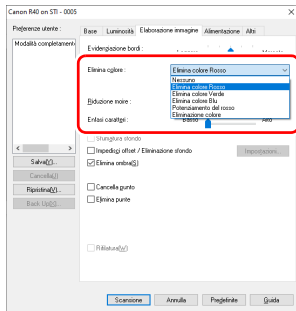 Canon R40 on STI - 0005
Preferenze utente :
Modalità completament
Salva(V)...
Cancella(J)
Ripristina(V)...
Back Up(X)...
Base Luminosità Elaborazione immagine Alimentazione Altri
Evidenziazione bordi :
Elimina colore : Elimina colore Rosso
Nessuno
Elimina colore Rosso
Elimina colore Verde
Elimina colore Blu
Potenziamento del rosso
Eliminazione colore
Riduzione moire :
Enfasi caratteri : Basso Alto
Sfumatura sfondo
Impedisci offset / Eliminazione sfondo Impostazioni...
Elimina ombra(S)
Cancella punto
Elimina punte
Rifilatura(W)
Scansione Annulla Predefinite Guida